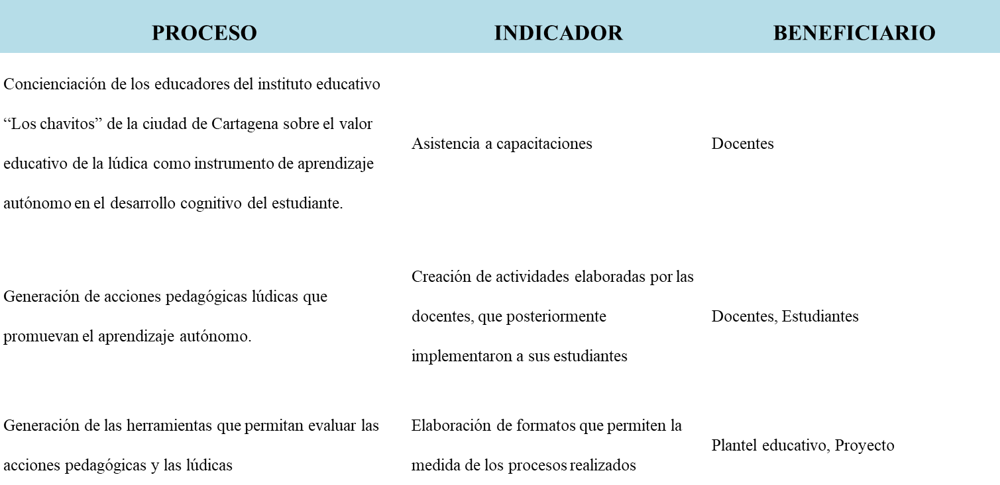 PROCESO INDICADOR BENEFICIARIO
Concienciación de los educadores del instituto educativo
“Los chavitos” de la ciudad de Cartagena sobre el valor
educativo de la lúdica como instrumento de aprendizaje
autónomo en el desarrollo cognitivo del estudiante.
Asistencia a capacitaciones
Docentes
Generación de acciones pedagógicas lúdicas que
promuevan el aprendizaje autónomo.
Creación de actividades elaboradas por las
docentes, que posteriormente
implementaron a sus estudiantes
Docentes, Estudiantes
Generación de las herramientas que permitan evaluar las
acciones pedagógicas y las lúdicas
Elaboración de formatos que permiten la
medida de los procesos realizados
Plantel educativo, Proyecto